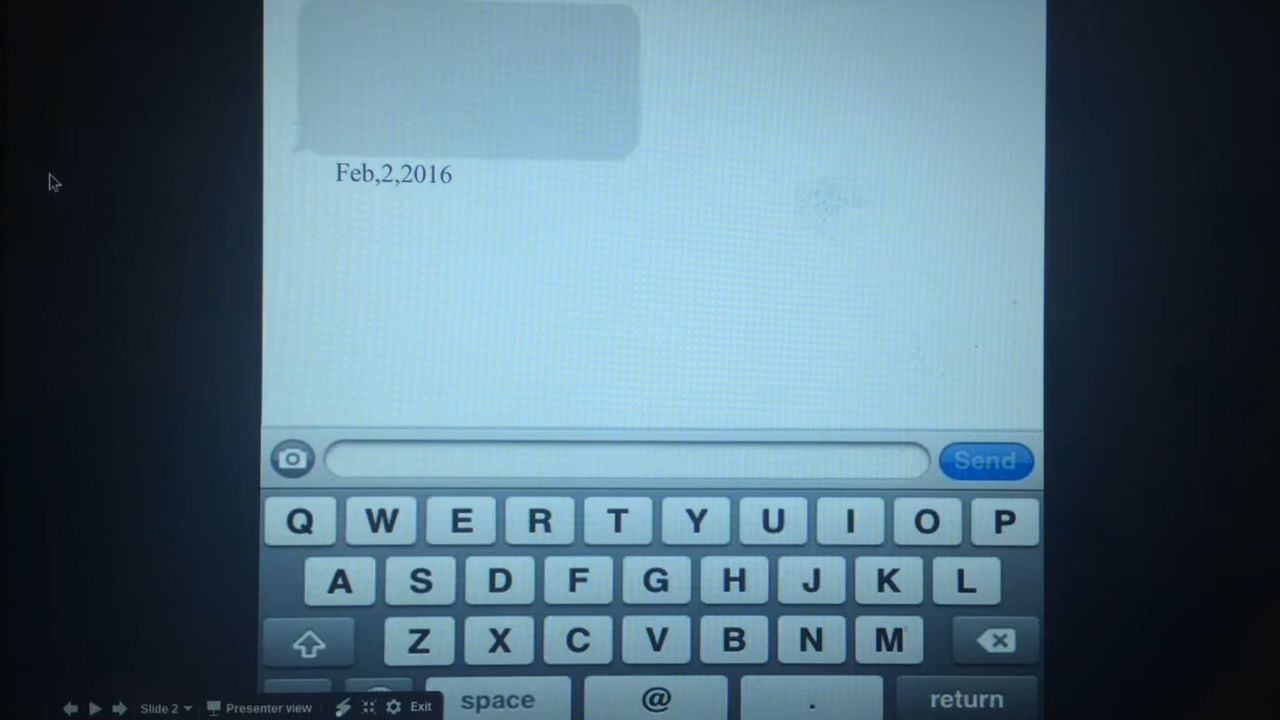 Feb,2,2016
Send
Q W E R T Y U I O P
A S D F G H J K L
Z X C V B N M
space @ . return
Slide 2 Presenter view Exit